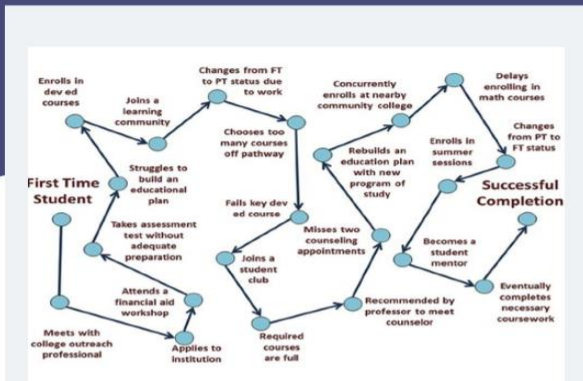 First Time
Student
Meets with
college outreach
professional
Applies to
institution
Attends a
financial aid
workshop
Takes assessment
test without
adequate
preparation
Struggles to
build an
educational
plan
Enrolls in
dev ed
courses
Joins a
learning
community
Changes from FT
to PT status due
to work
Chooses too
many courses
off pathway
Fails key dev
ed course
Joins a
student
club
Required
courses
are full
Recommended by
professor to meet
counselor
Misses two
counseling
appointments
Rebuilds an
education plan
with new
program of
study
Concurrently
enrolls at nearby
community college
Delays
enrolling in
math courses
Changes
from PT to
FT status
Enrolls in
summer
sessions
Becomes a
student
mentor
Eventually
completes
necessary
coursework
Successful
Completion